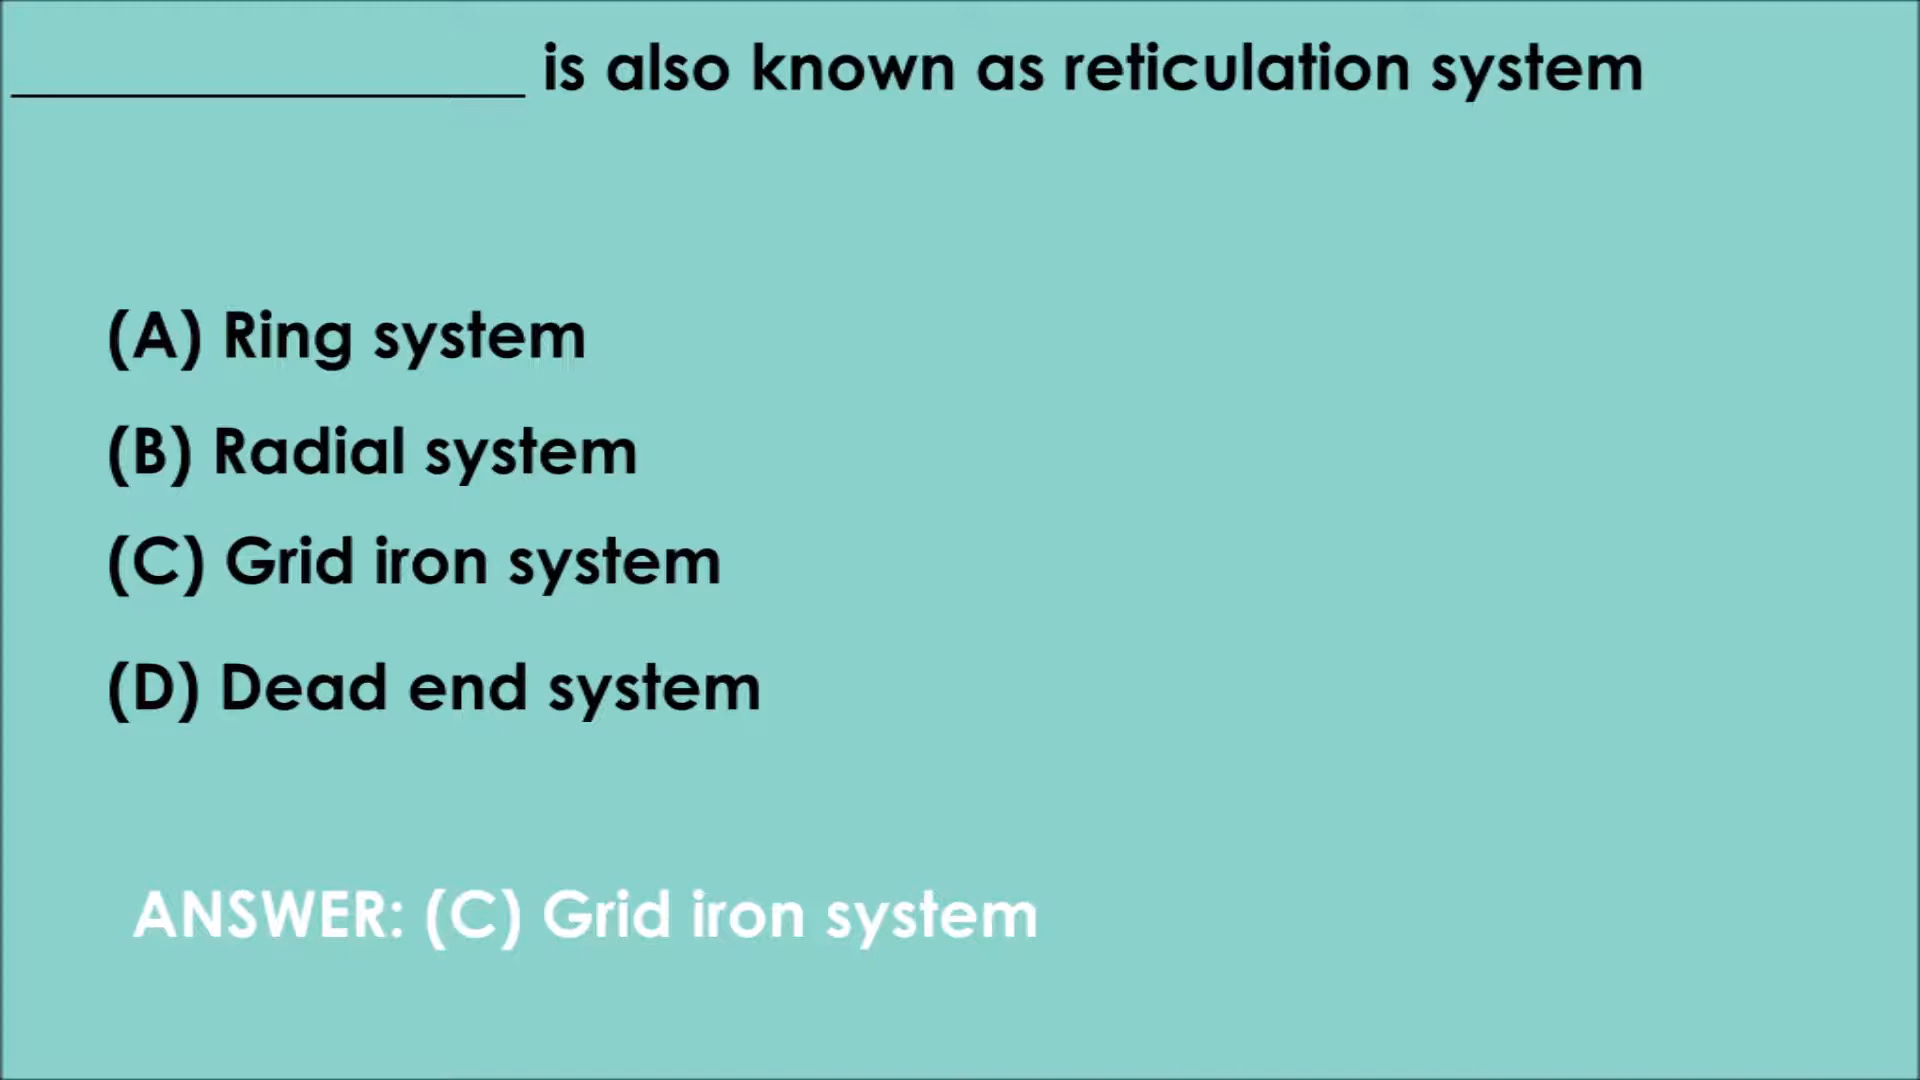 ____________ is also known as reticulation system
(A) Ring system
(B) Radial system
(C) Grid iron system
(D) Dead end system
ANSWER: (C) Grid iron system